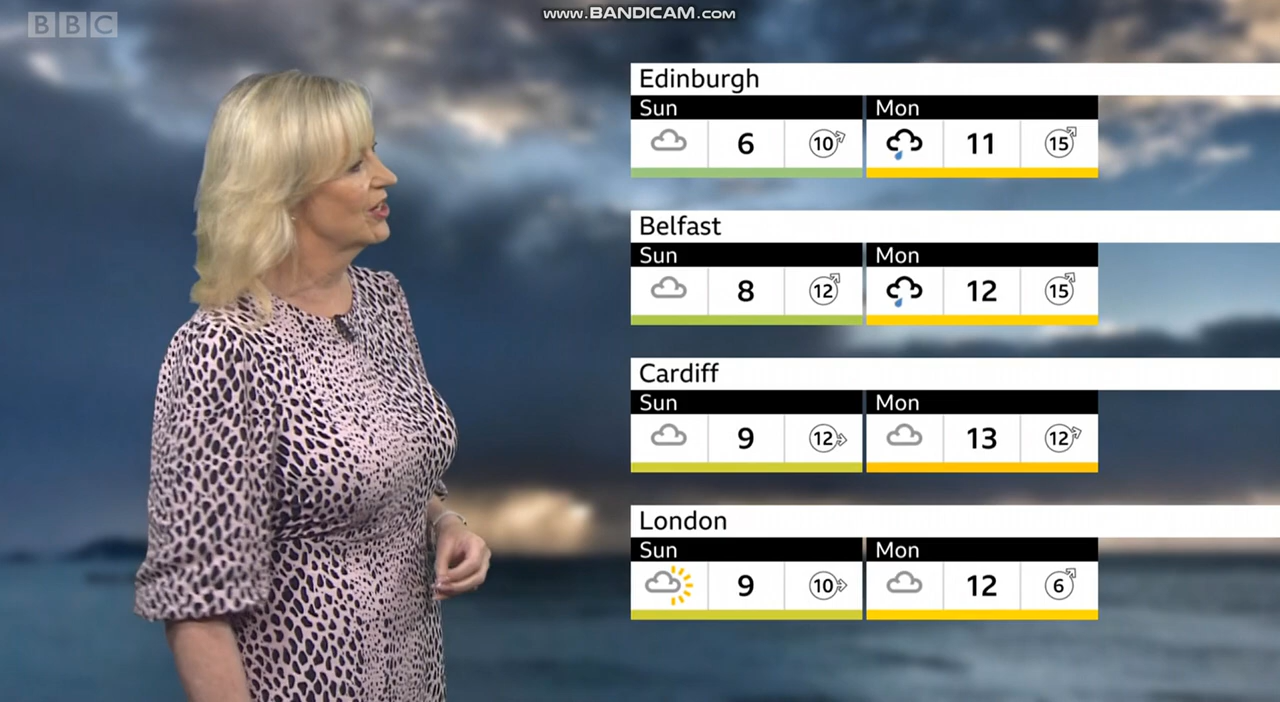 BBC
www.BANDICAM.com
Edinburgh
Sun Mon
6 10 11 15
Belfast
Sun Mon
8 12 12 15
Cardiff
Sun Mon
9 12 13 12
London
Sun Mon
9 10 12 6